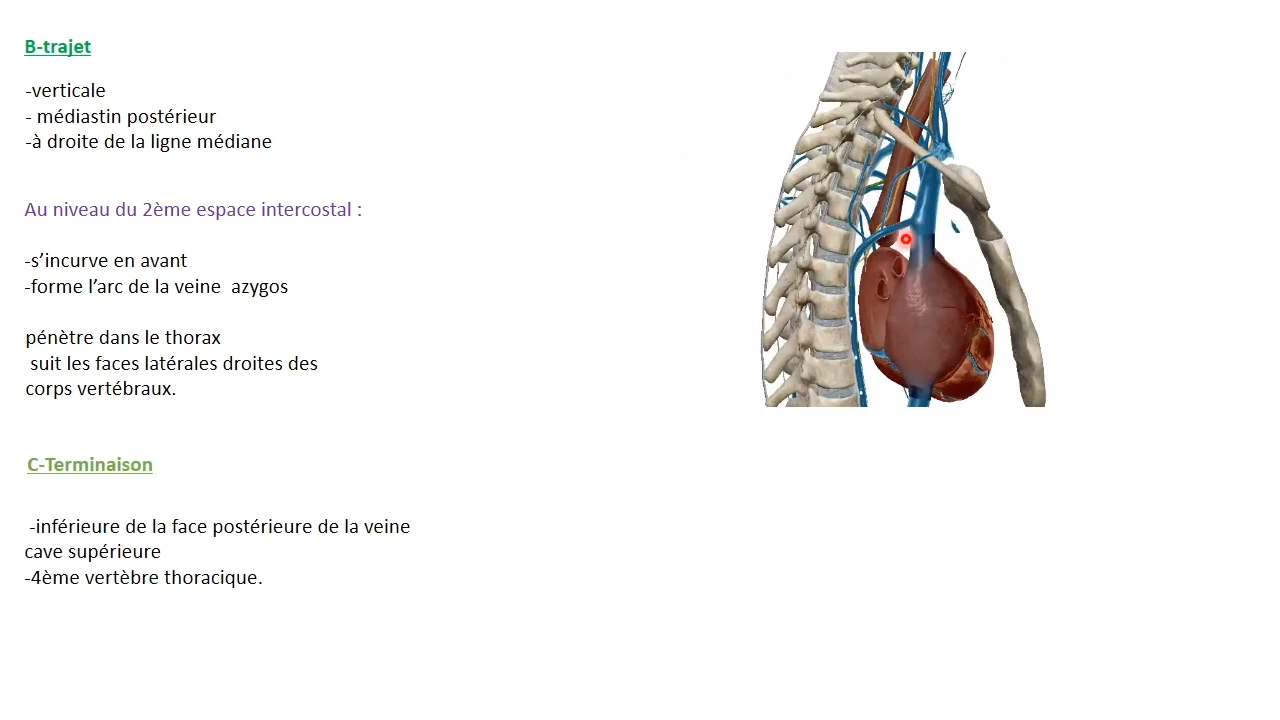 B-trajet
-verticale
- médiastin postérieur
-à droite de la ligne médiane
Au niveau du 2ème espace intercostal :
-s’incurve en avant
-forme l’arc de la veine  azygos
pénètre dans le thorax
suit les faces latérales droites des
corps vertébraux.
C-Terminaison
-inférieure de la face postérieure de la veine
cave supérieure
-4ème vertèbre thoracique.